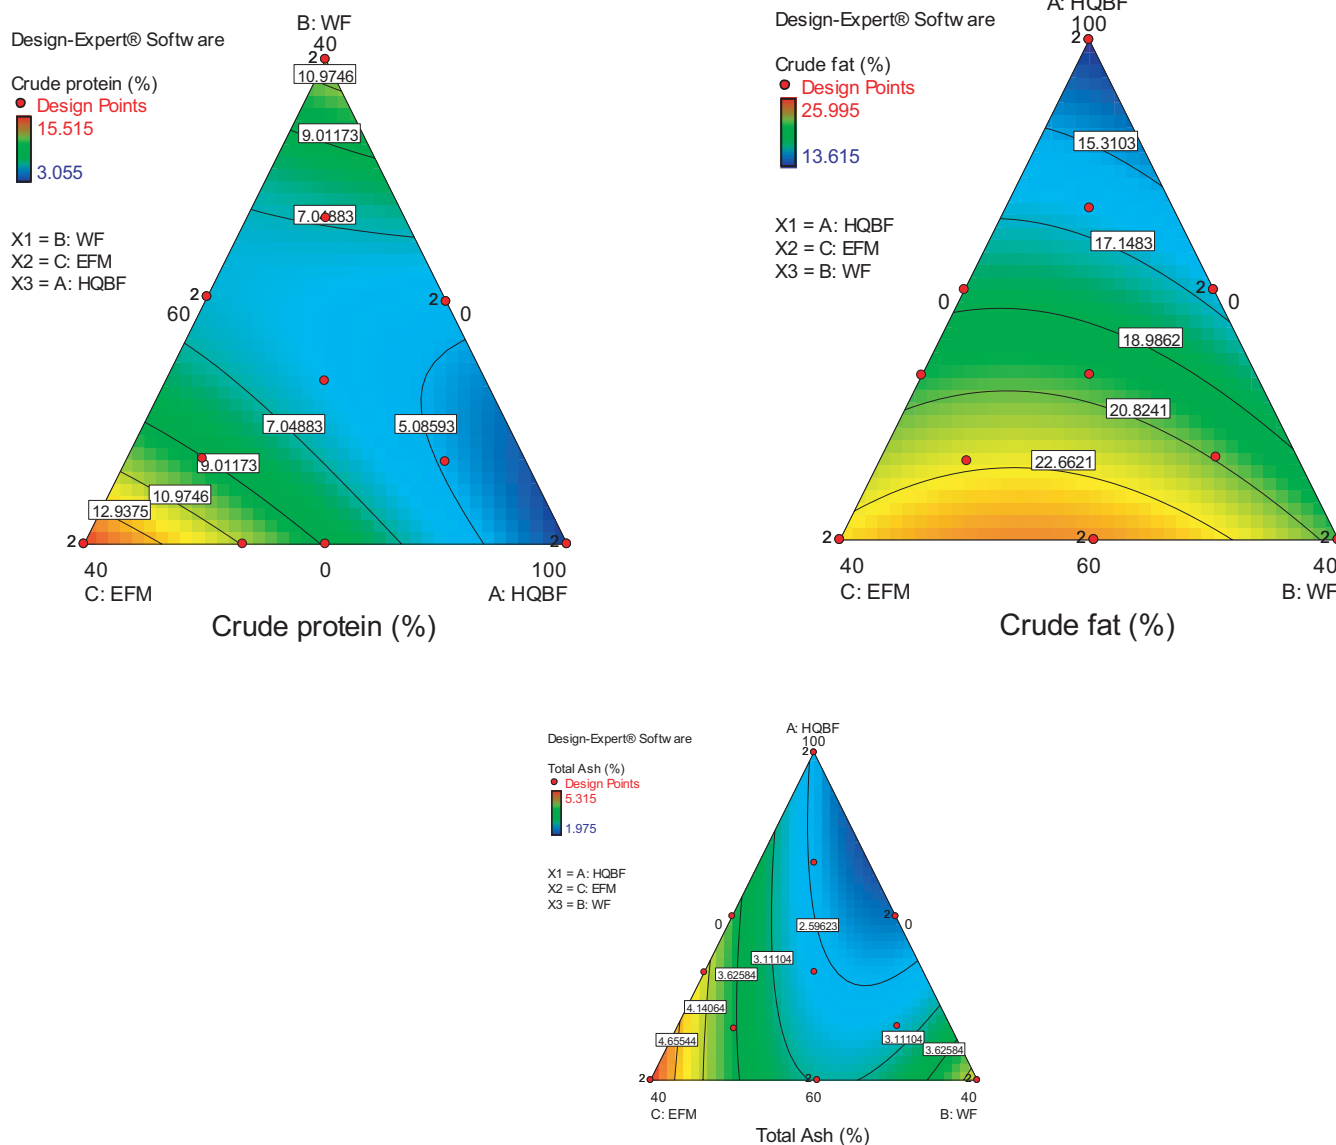 Design-Expert® Software
Crude protein (%)
Design Points
15.515
3.055
X1 = B: WF
X2 = C: EFM
X3 = A: HQBF
B: WF
40
2
10.9746
9.01173
7.04883
2
60
2
0
7.04883
5.08593
9.01173
10.9746
12.9375
2
2
40
0
100
C: EFM
A: HQBF
Crude protein (%)
Design-Expert® Software
Crude fat (%)
Design Points
25.995
13.615
X1 = A: HQBF
X2 = C: EFM
X3 = B: WF
A: HQBF
100
2
15.3103
17.1483
0
2
0
18.9862
20.8241
22.6621
2
2
2
40
60
40
C: EFM
B: WF
Crude fat (%)
Design-Expert® Software
Total Ash (%)
Design Points
5.315
1.975
X1 = A: HQBF
X2 = C: EFM
X3 = B: WF
A: HQBF
100
2
0
2
0
2.59623
3.11104
3.62584
4.14064
4.65544
3.11104
3.62584
2
2
2
40
60
40
C: EFM
B: WF
Total Ash (%)